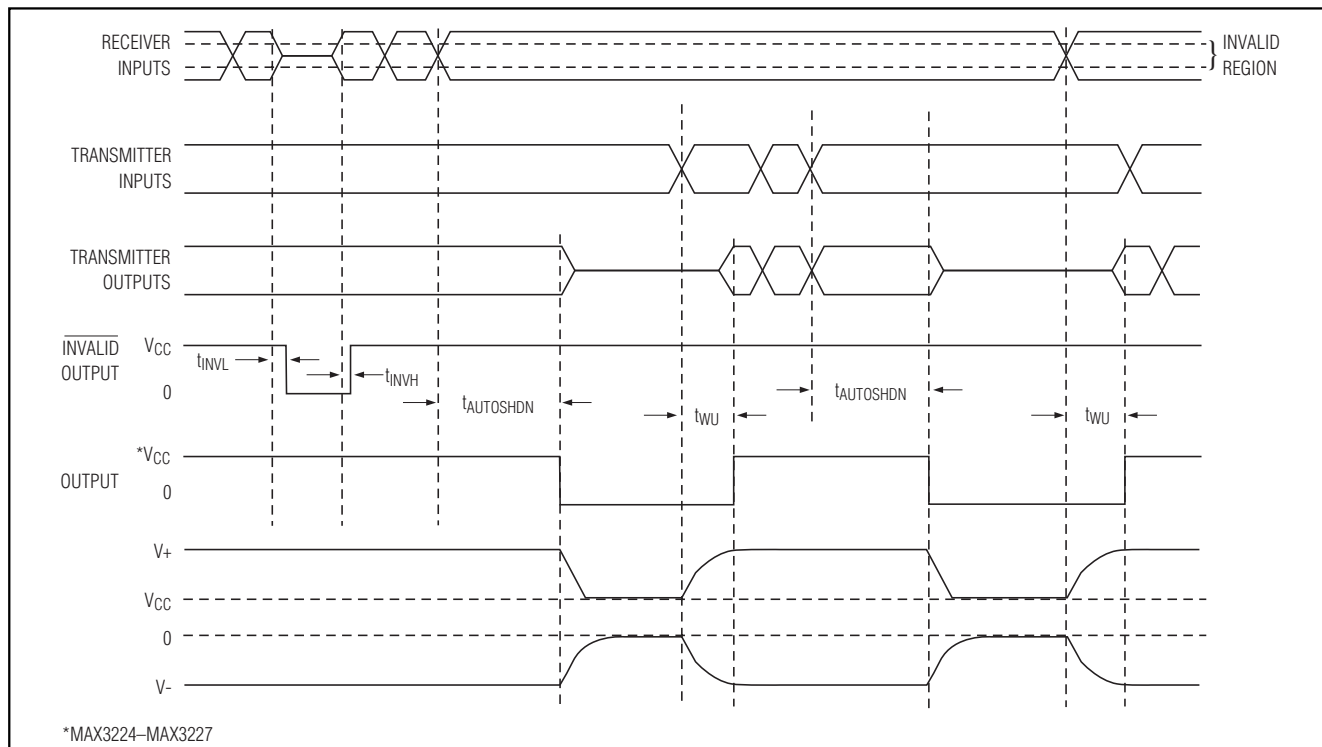 RECEIVER
INPUTS
INVALID
REGION
TRANSMITTER
INPUTS
TRANSMITTER
OUTPUTS
INVALID
OUTPUT
VCC
0
tINVL
tINVH
tAUTOSHDN
tWU
tAUTOSHDN
tWU
OUTPUT
*VCC
0
V+
VCC
0
V-
*MAX3224–MAX3227